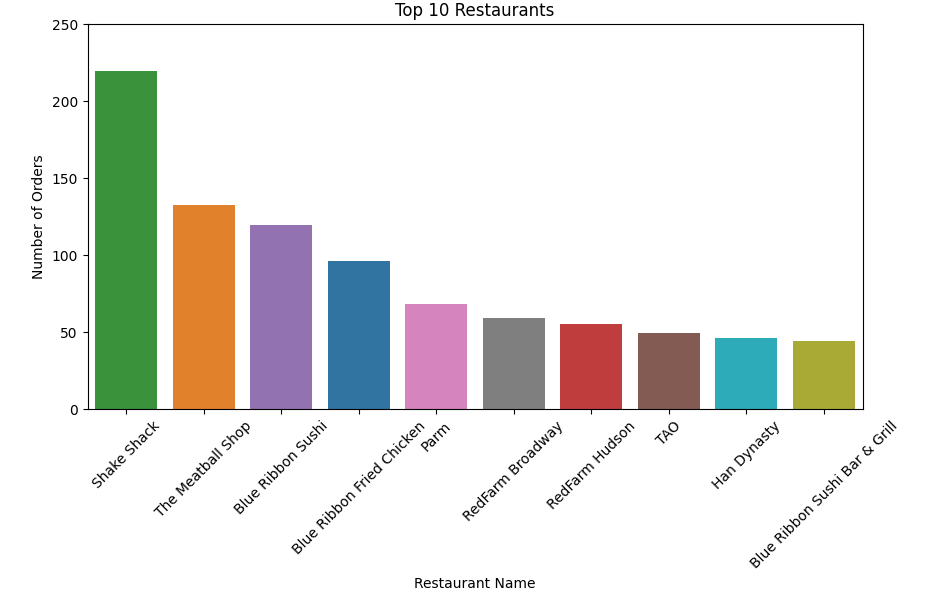 Top 10 Restaurants
250
200
150
100
50
0
Number of Orders
Shake Shack
The Meatball Shop
Blue Ribbon Sushi
Blue Ribbon Fried Chicken
Parm
RedFarm Broadway
RedFarm Hudson
TAO
Han Dynasty
Blue Ribbon Sushi Bar & Grill
Restaurant Name